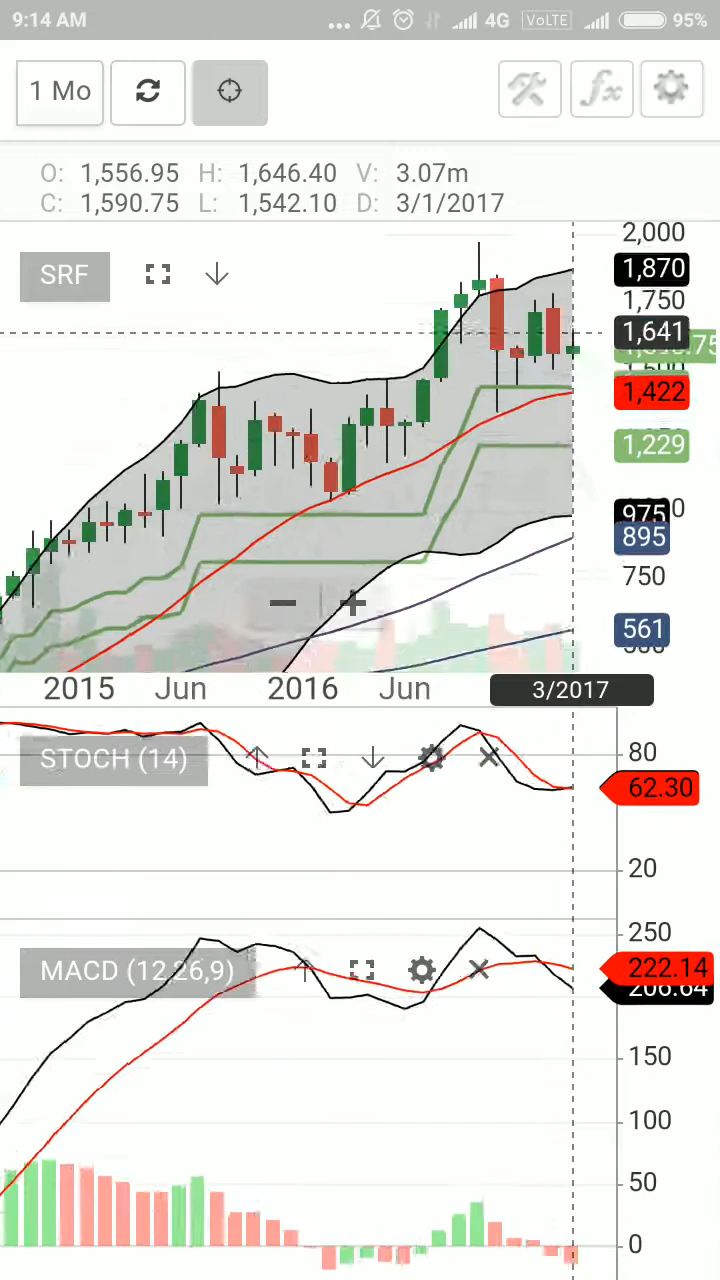 9:14 AM ... 4G VoLTE 95%
1 Mo fx
O: 1,556.95 H: 1,646.40 V: 3.07m
C: 1,590.75 L: 1,542.10 D: 3/1/2017
SRF
2,000
1,870
1,750
1,641
1,422
1,229
975
895
750
561
2015 Jun 2016 Jun 3/2017
STOCH (14)
80
62.30
20
250
MACD (12,26,9)
222.14
206.64
150
100
50
0